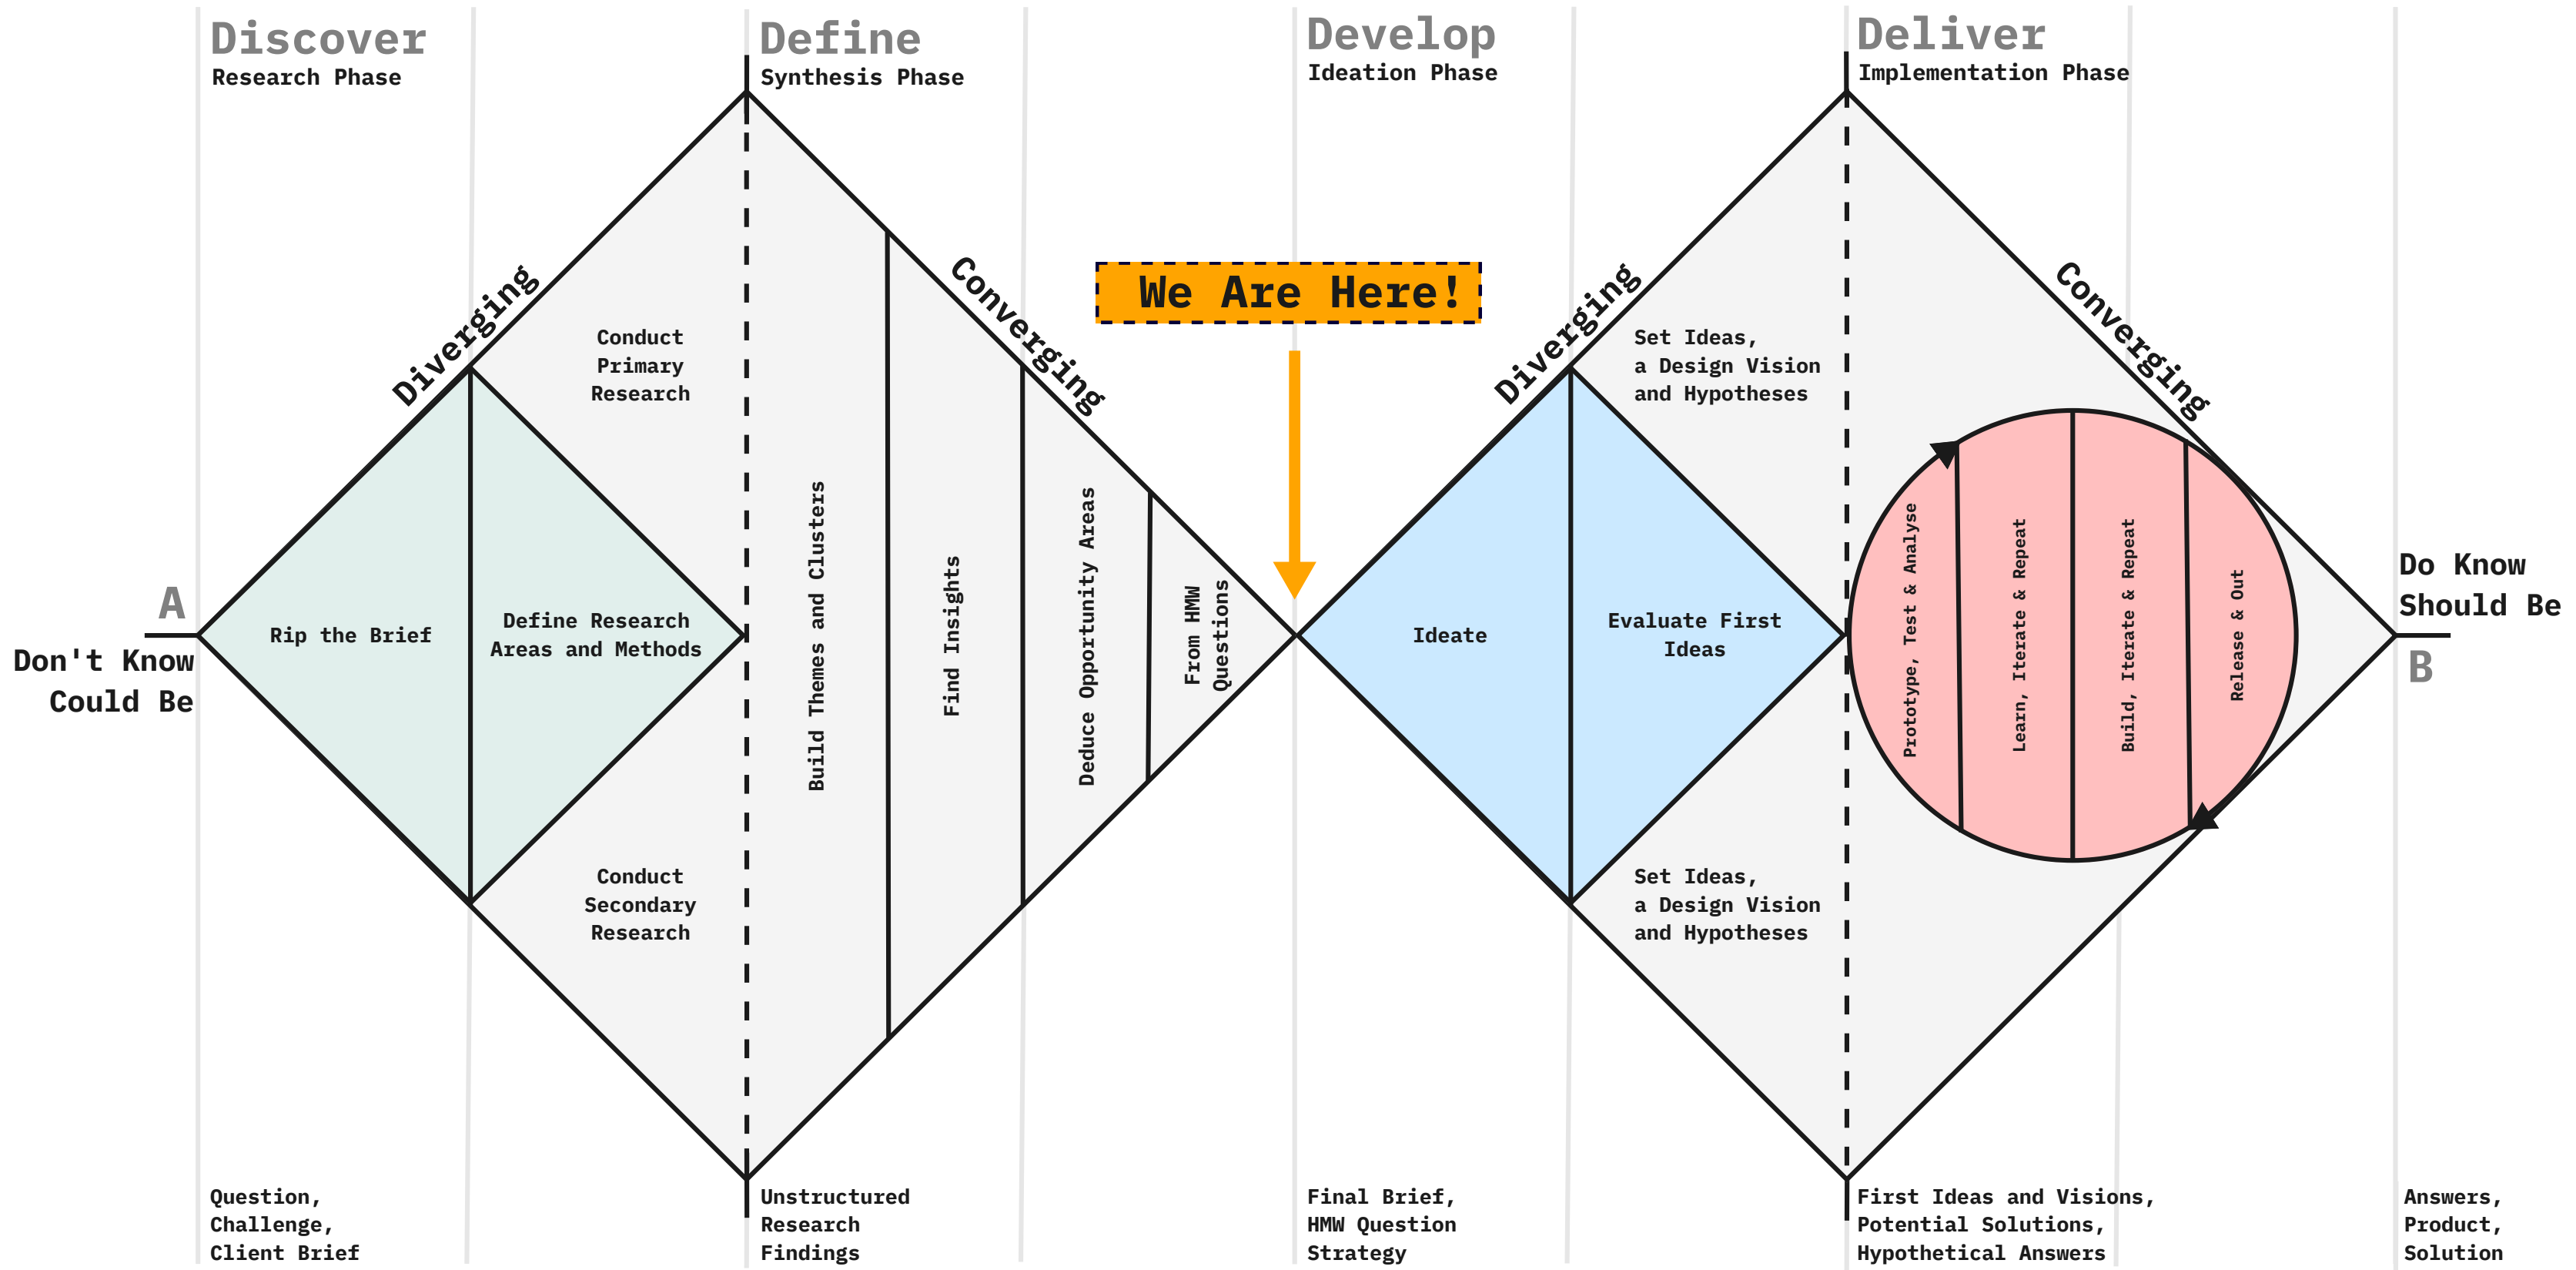 Discover
Research Phase
Define
Synthesis Phase
Develop
Ideation Phase
Deliver
Implementation Phase
Diverging
Converging
We Are Here!
Diverging
Converging
Conduct
Primary
Research
Set Ideas,
a Design Vision
and Hypotheses
A
Don't Know
Could Be
Rip the Brief
Define Research
Areas and Methods
Build Themes and Clusters
Find Insights
Deduce Opportunity Areas
From HMW
Questions
Ideate
Evaluate First
Ideas
Prototype, Test & Analyse
Learn, Iterate & Repeat
Build, Iterate & Repeat
Release & Out
Do Know
Should Be
B
Conduct
Secondary
Research
Set Ideas,
a Design Vision
and Hypotheses
Question,
Challenge,
Client Brief
Unstructured
Research
Findings
Final Brief,
HMW Question
Strategy
First Ideas and Visions,
Potential Solutions,
Hypothetical Answers
Answers,
Product,
Solution